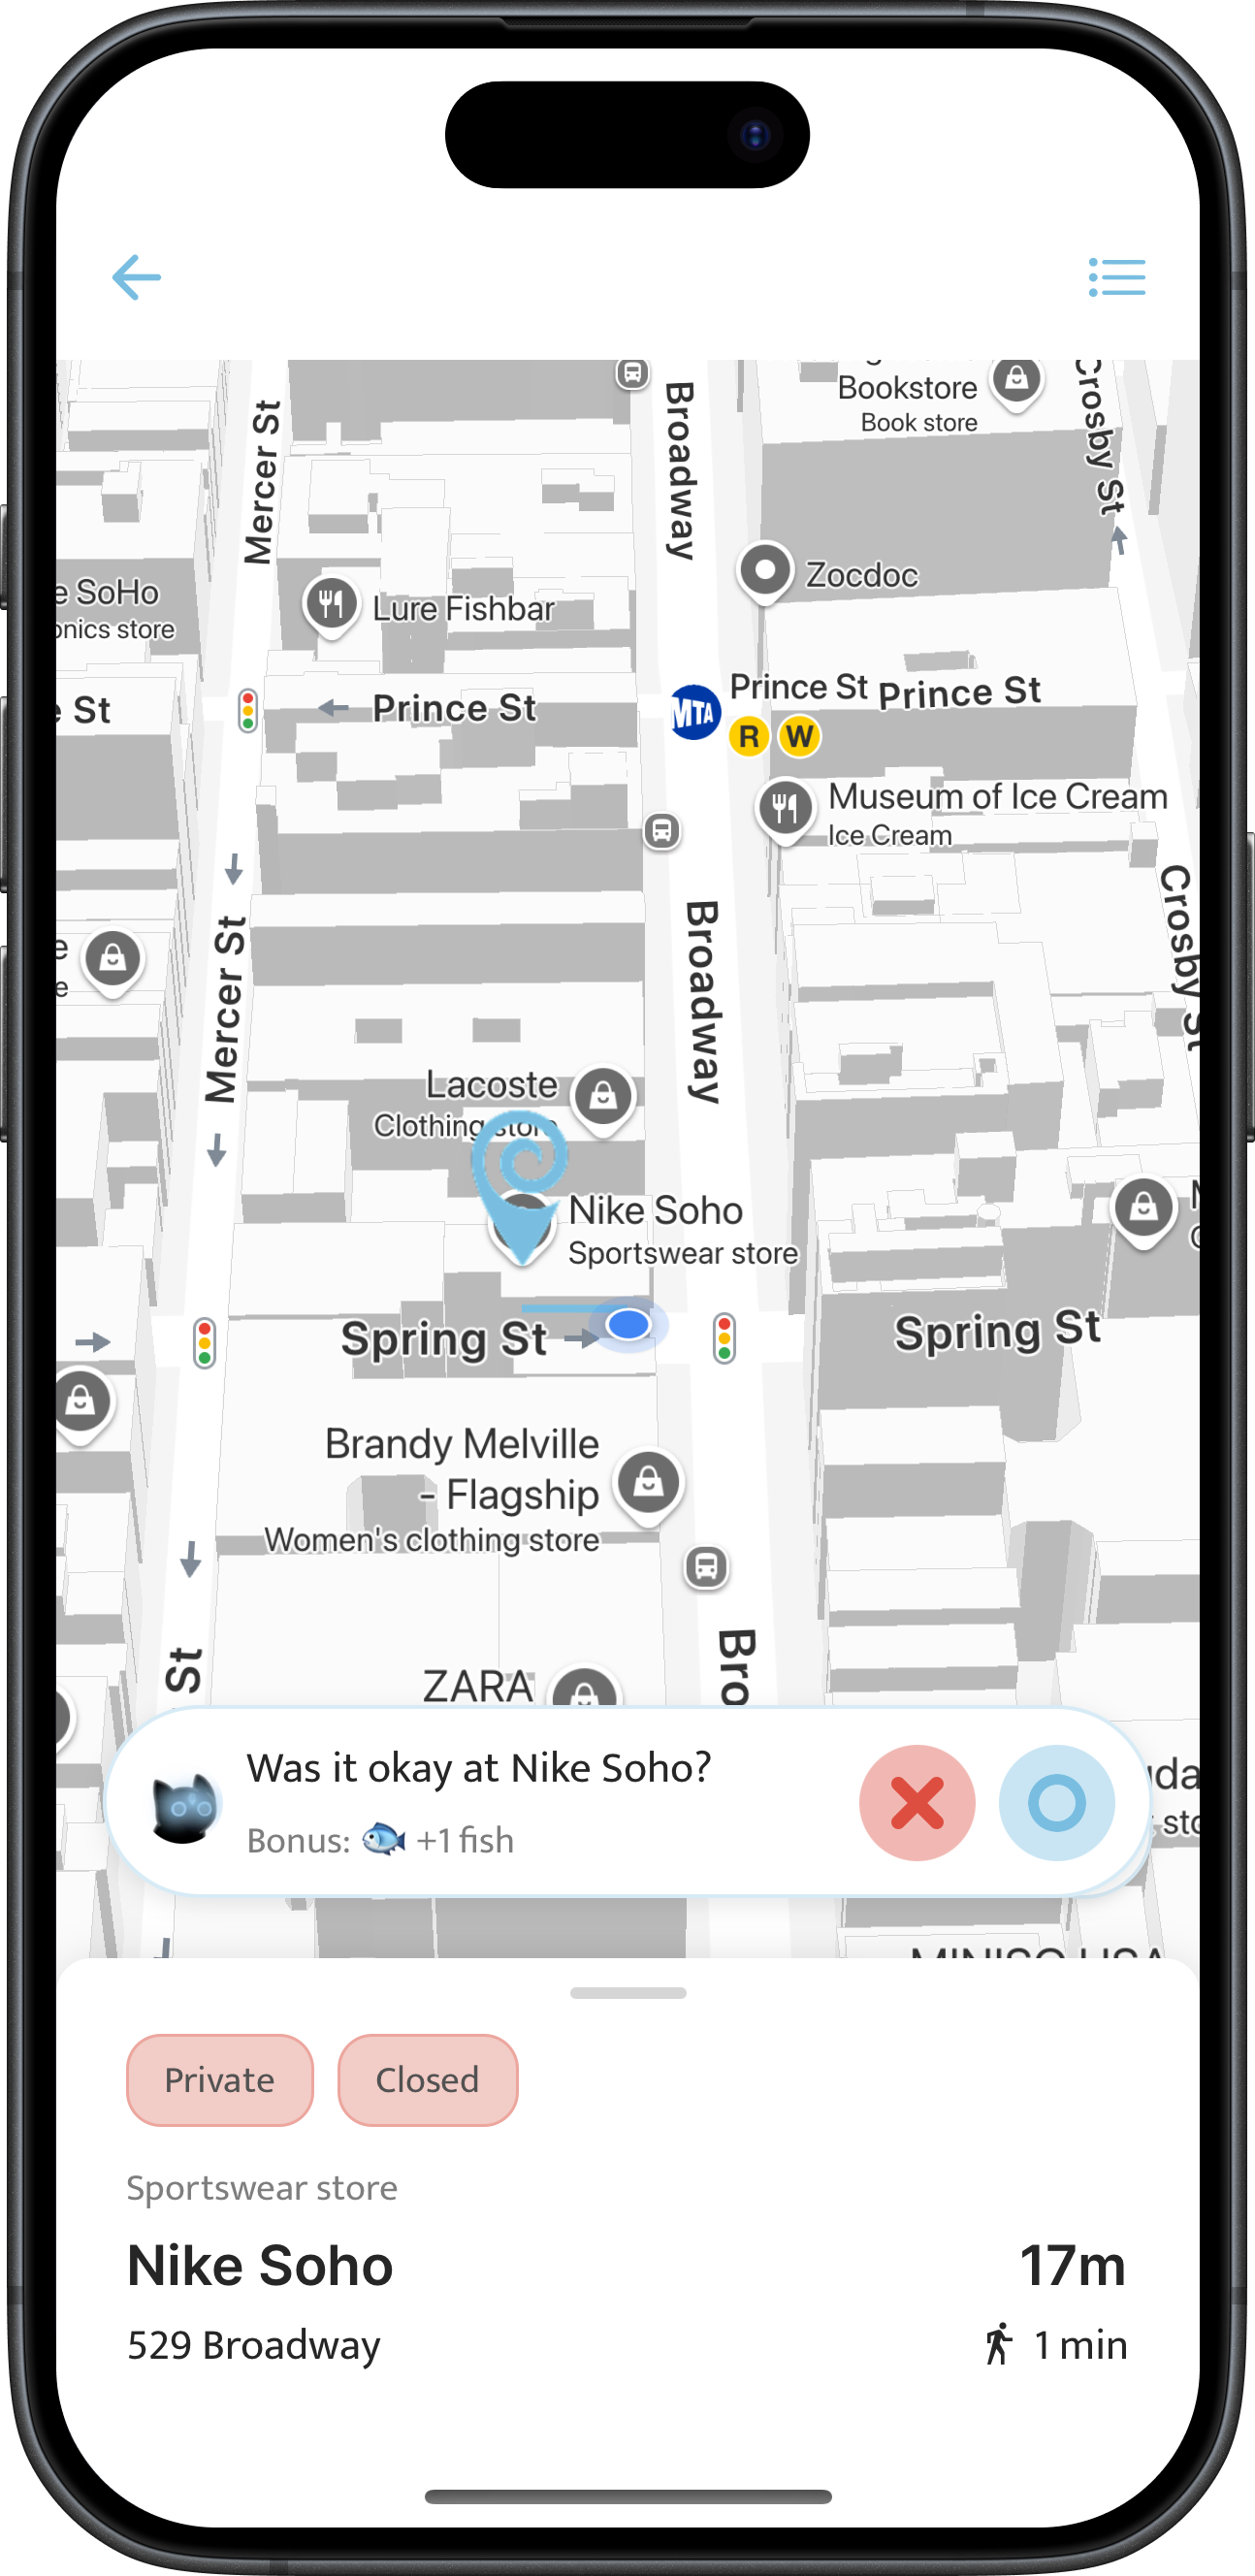 Bookstore
Book store
Crosby St
Mercer St
Broadway
Zocdoc
e SoHo
onics store
Lure Fishbar
e St
Prince St
MTA
Prince St
Prince St
R W
Museum of Ice Cream
Ice Cream
Mercer St
Broadway
Crosby St
e
e
Lacoste
Clothing store
Nike Soho
Sportswear store
Spring St
Spring St
Brandy Melville
- Flagship
Women's clothing store
St
Bro
ZARA
Was it okay at Nike Soho?
Bonus: +1 fish
MINISO USA
Private
Closed
Sportswear store
Nike Soho
17m
529 Broadway
1 min